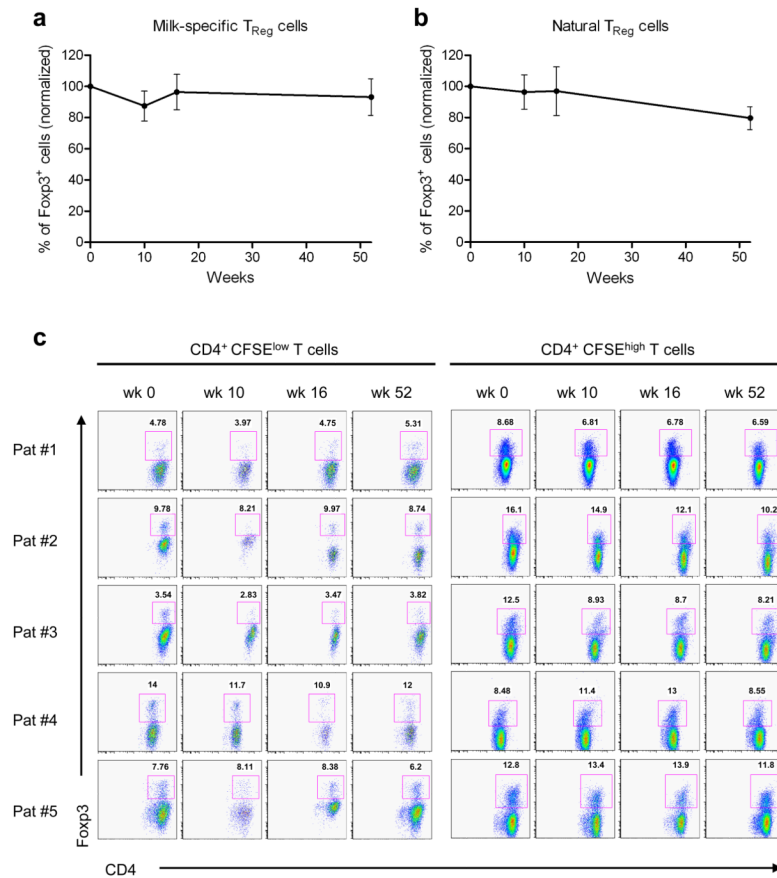 a
Milk-specific TReg cells
% of Foxp3+ cells (normalized)
120
100
80
60
40
20
0
0 10 20 30 40 50
Weeks
b
Natural TReg cells
% of Foxp3+ cells (normalized)
120
100
80
60
40
20
0
0 10 20 30 40 50
Weeks
c
CD4+ CFSElow T cells CD4+ CFSEhigh T cells
wk 0 wk 10 wk 16 wk 52 wk 0 wk 10 wk 16 wk 52
Pat #1 4.78 3.97 4.75 5.31 8.68 6.81 6.78 6.59
Pat #2 9.78 8.21 9.97 8.74 16.1 14.9 12.1 10.2
Pat #3 3.54 2.83 3.47 3.82 12.5 8.93 8.7 8.21
Pat #4 14 11.7 10.9 12 8.48 11.4 13 8.55
Pat #5 7.76 8.11 8.38 6.2 12.8 13.4 13.9 11.8
Foxp3
CD4